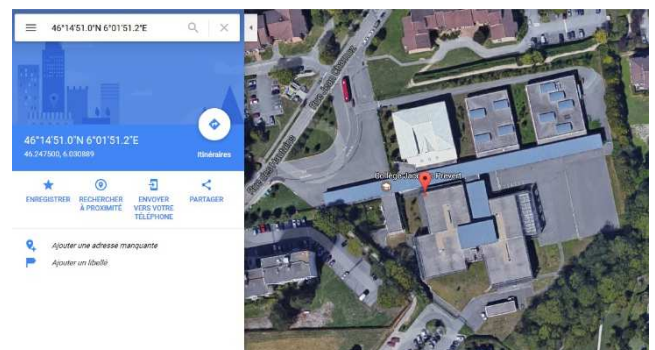 46°14'51.0"N 6°01'51.2"E
46°14'51.0"N 6°01'51.2"E
46.247500, 6.030889
Itinéraires
ENREGISTRER
RECHERCHER
À PROXIMITÉ
ENVOYER
VERS VOTRE
TÉLÉPHONE
PARTAGER
Ajouter une adresse manquante
Ajouter un libellé
Rue
Collège
Prévert